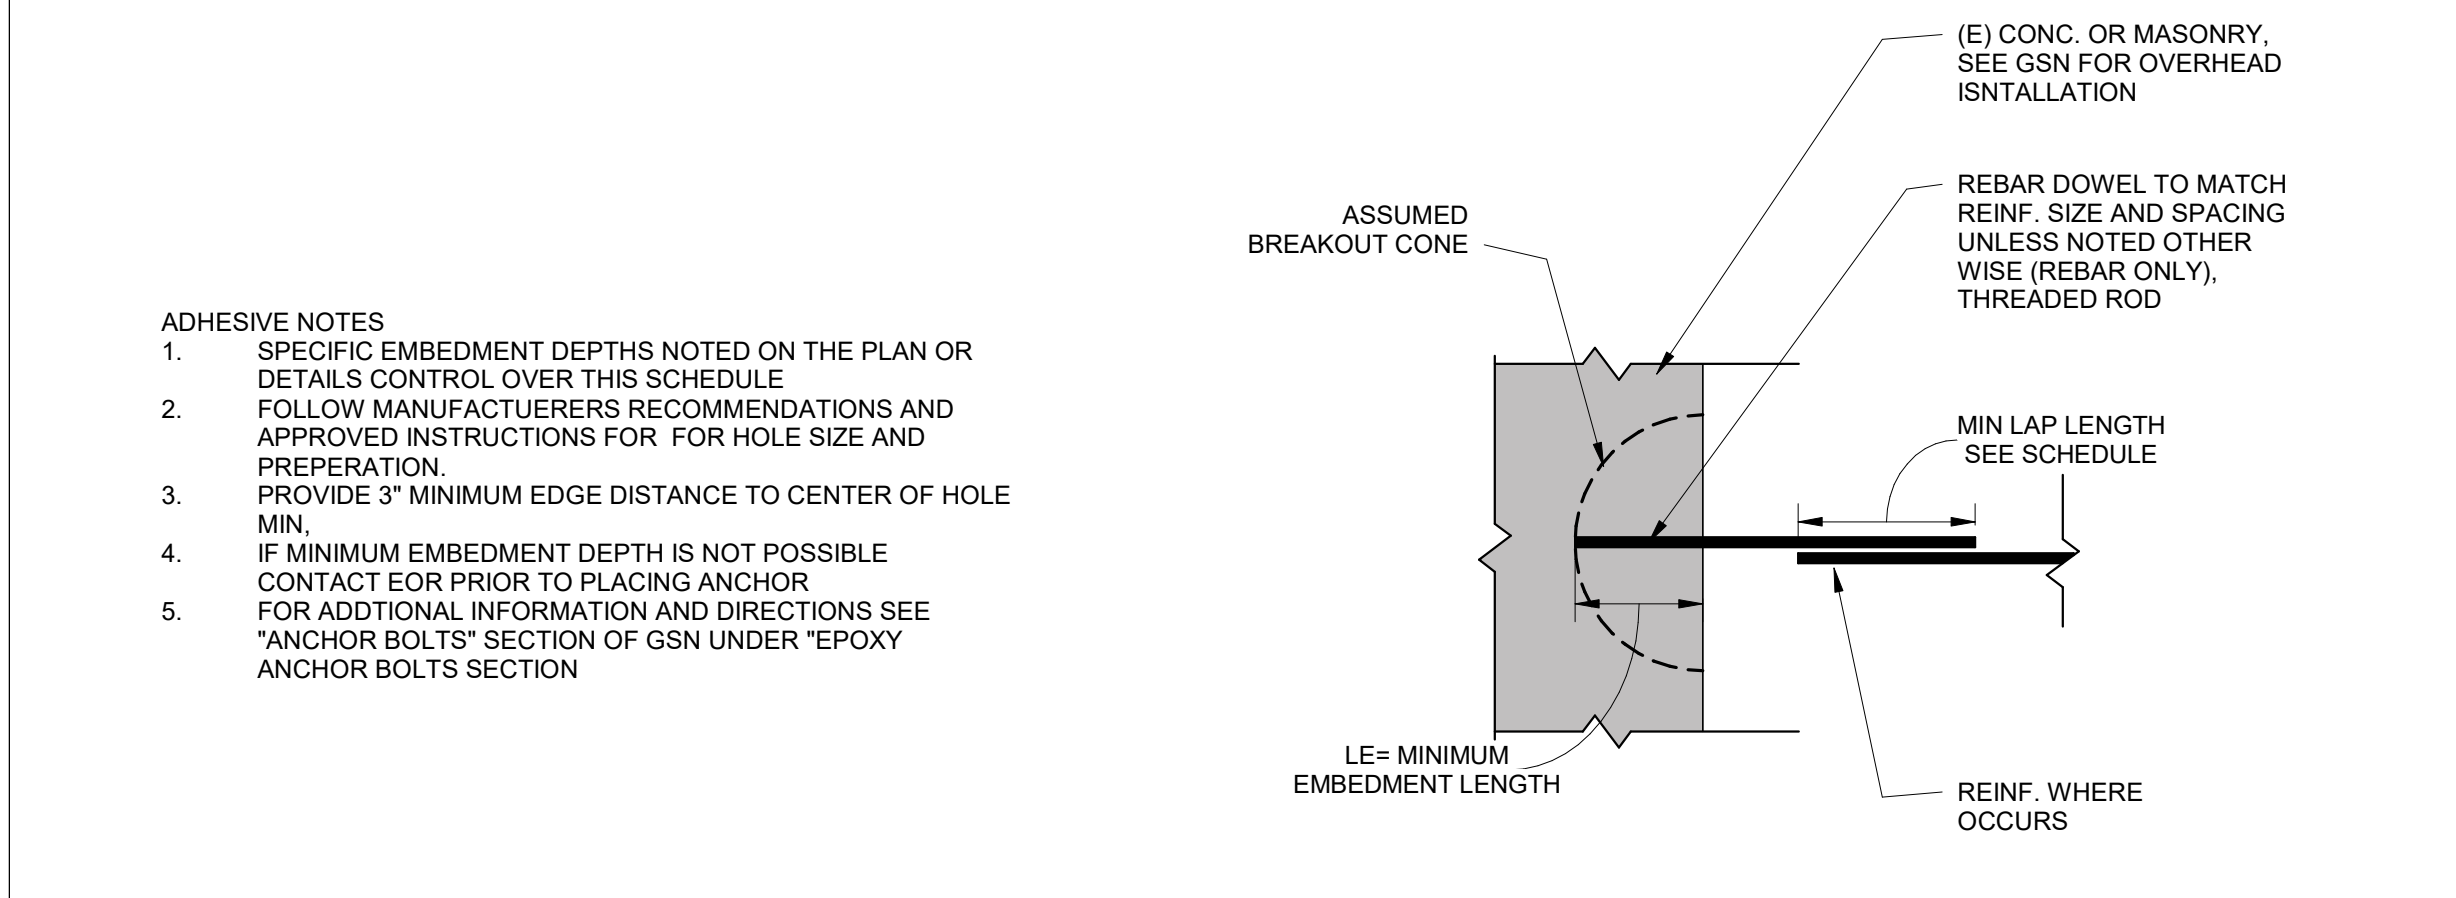 ADHESIVE NOTES
1. SPECIFIC EMBEDMENT DEPTHS NOTED ON THE PLAN OR
DETAILS CONTROL OVER THIS SCHEDULE
2. FOLLOW MANUFACTUERERS RECOMMENDATIONS AND
APPROVED INSTRUCTIONS FOR  FOR HOLE SIZE AND
PREPERATION.
3. PROVIDE 3" MINIMUM EDGE DISTANCE TO CENTER OF HOLE
MIN,
4. IF MINIMUM EMBEDMENT DEPTH IS NOT POSSIBLE
CONTACT EOR PRIOR TO PLACING ANCHOR
5. FOR ADDTIONAL INFORMATION AND DIRECTIONS SEE
"ANCHOR BOLTS" SECTION OF GSN UNDER "EPOXY
ANCHOR BOLTS SECTION
ASSUMED
BREAKOUT CONE
LE= MINIMUM
EMBEDMENT LENGTH
(E) CONC. OR MASONRY,
SEE GSN FOR OVERHEAD
ISNTALLATION
REBAR DOWEL TO MATCH
REINF. SIZE AND SPACING
UNLESS NOTED OTHER
WISE (REBAR ONLY),
THREADED ROD
MIN LAP LENGTH
SEE SCHEDULE
REINF. WHERE
OCCURS